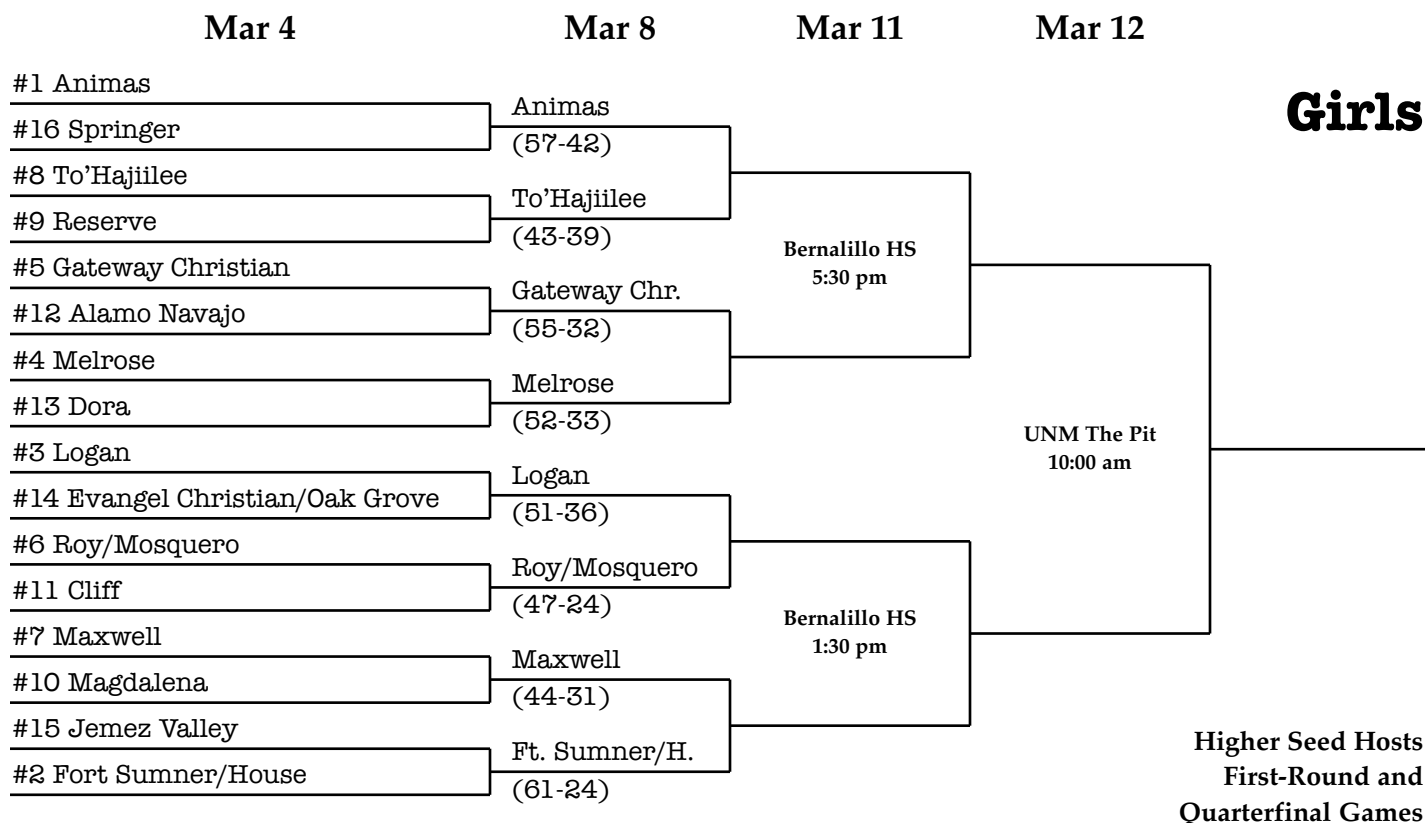 Mar 4
Mar 8
Mar 11
Mar 12
Girls
#1 Animas
#16 Springer
#8 To’Hajiilee
#9 Reserve
#5 Gateway Christian
#12 Alamo Navajo
#4 Melrose
#13 Dora
#3 Logan
#14 Evangel Christian/Oak Grove
#6 Roy/Mosquero
#11 Cliff
#7 Maxwell
#10 Magdalena
#15 Jemez Valley
#2 Fort Sumner/House
Animas
(57-42)
To’Hajiilee
(43-39)
Gateway Chr.
(55-32)
Melrose
(52-33)
Logan
(51-36)
Roy/Mosquero
(47-24)
Maxwell
(44-31)
Ft. Sumner/H.
(61-24)
Bernalillo HS
5:30 pm
Bernalillo HS
1:30 pm
UNM The Pit
10:00 am
Higher Seed Hosts
First-Round and
Quarterfinal Games